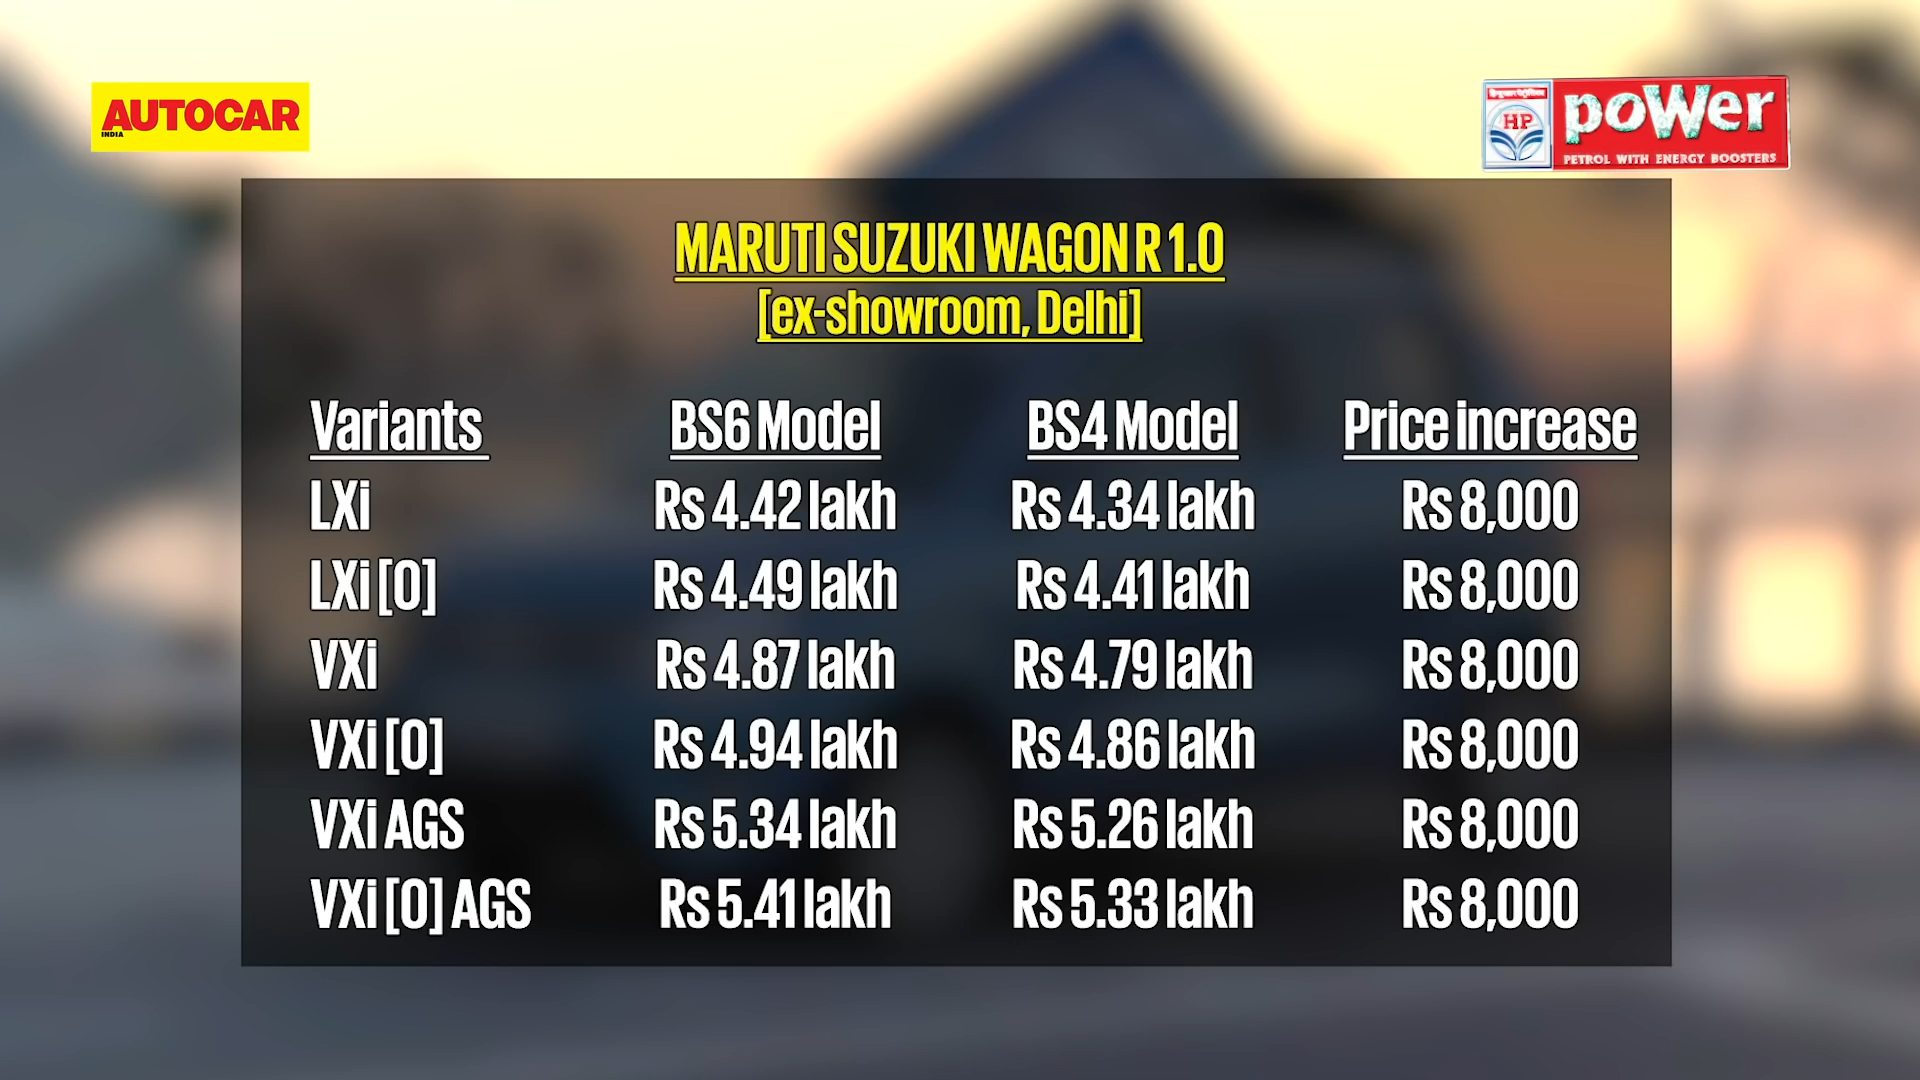 AUTOCAR
INDIA
HP
poWer
PETROL WITH ENERGY BOOSTERS
MARUTI SUZUKI WAGON R 1.0
[ex-showroom, Delhi]
Variants BS6 Model BS4 Model Price increase
LXi Rs 4.42 lakh Rs 4.34 lakh Rs 8,000
LXi [O] Rs 4.49 lakh Rs 4.41 lakh Rs 8,000
VXi Rs 4.87 lakh Rs 4.79 lakh Rs 8,000
VXi [O] Rs 4.94 lakh Rs 4.86 lakh Rs 8,000
VXi AGS Rs 5.34 lakh Rs 5.26 lakh Rs 8,000
VXi [O] AGS Rs 5.41 lakh Rs 5.33 lakh Rs 8,000